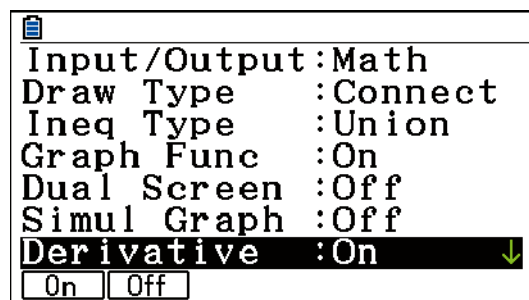 Input/Output:Math
Draw Type :Connect
Ineq Type :Union
Graph Func :On
Dual Screen :Off
Simul Graph :Off
Derivative :On ↓
On Off